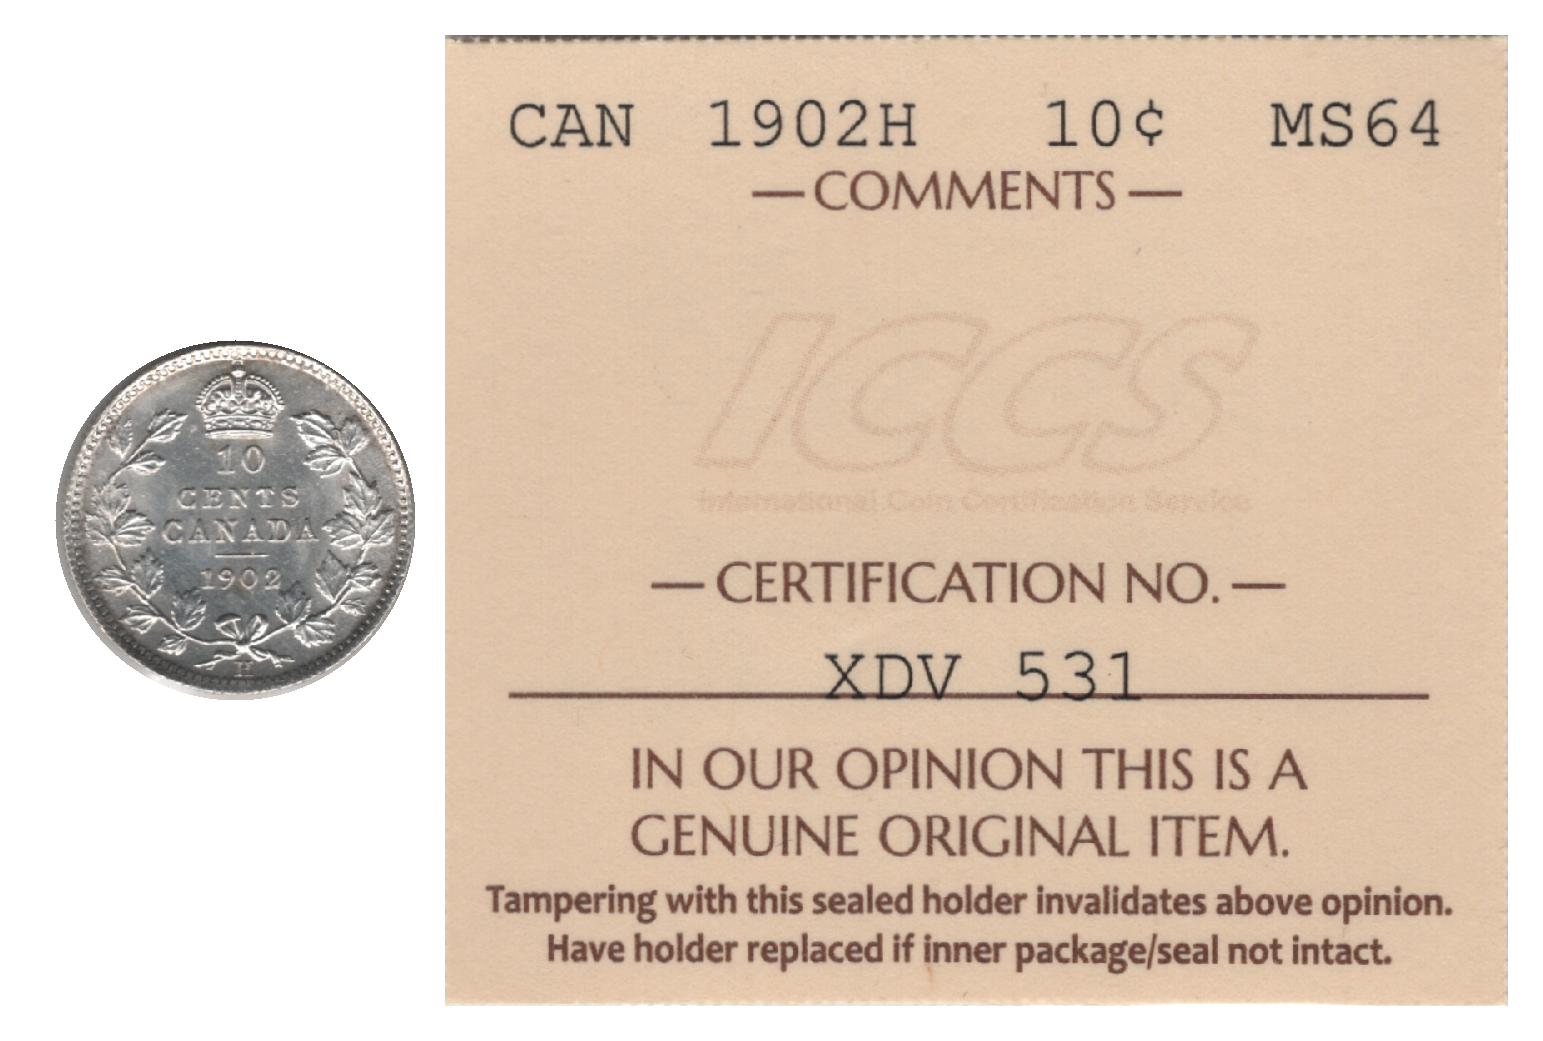 10
CENTS
CANADA
1902
H
CAN 1902H 10¢ MS64
— COMMENTS —
ICCS
International Coin Certification Service
— CERTIFICATION NO. —
XDV 531
IN OUR OPINION THIS IS A
GENUINE ORIGINAL ITEM.
Tampering with this sealed holder invalidates above opinion.
Have holder replaced if inner package/seal not intact.